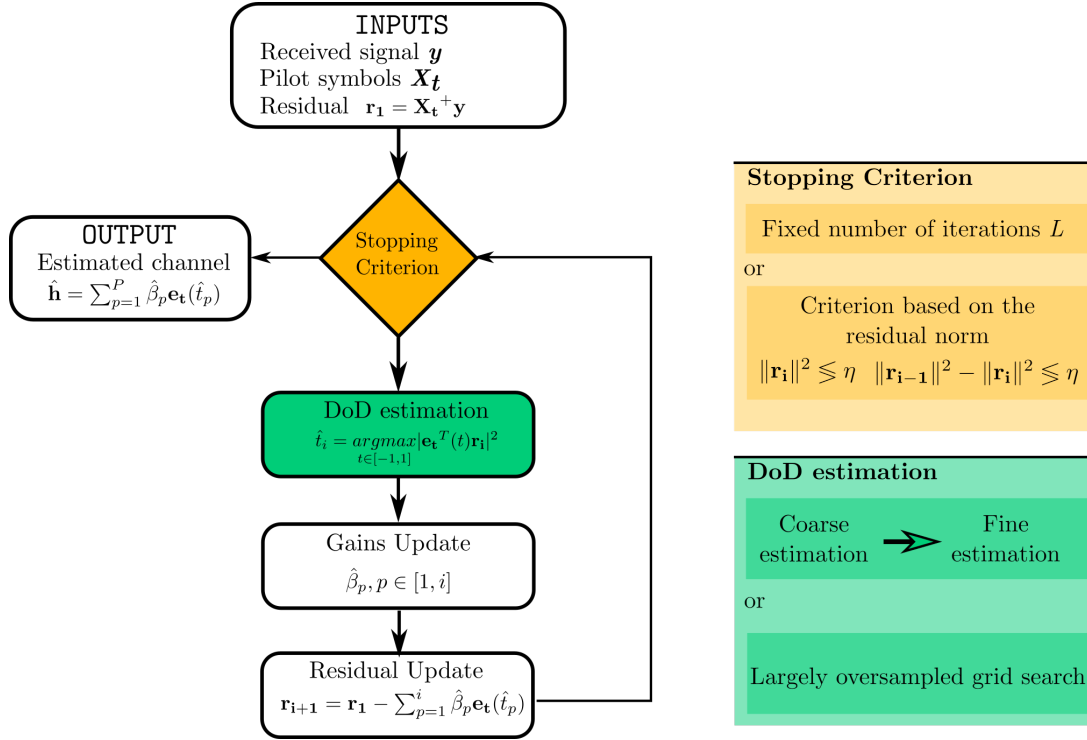 INPUTS
Received signal y
Pilot symbols X_t
Residual r_1 = X_t^+ y
Stopping
Criterion
OUTPUT
Estimated channel
ĥ = ∑_{p=1}^{P} β̂_p e_t(t̂_p)
DoD estimation
t̂_i = argmax_{t∈[-1,1]} |e_t^T(t)r_i|^2
Gains Update
β̂_p, p ∈ [1, i]
Residual Update
r_{i+1} = r_1 − ∑_{p=1}^{i} β̂_p e_t(t̂_p)
Stopping Criterion
Fixed number of iterations L
or
Criterion based on the
residual norm
‖r_i‖^2 ≶ η ‖r_{i−1}‖^2 − ‖r_i‖^2 ≶ η
DoD estimation
Coarse
estimation
Fine
estimation
or
Largely oversampled grid search